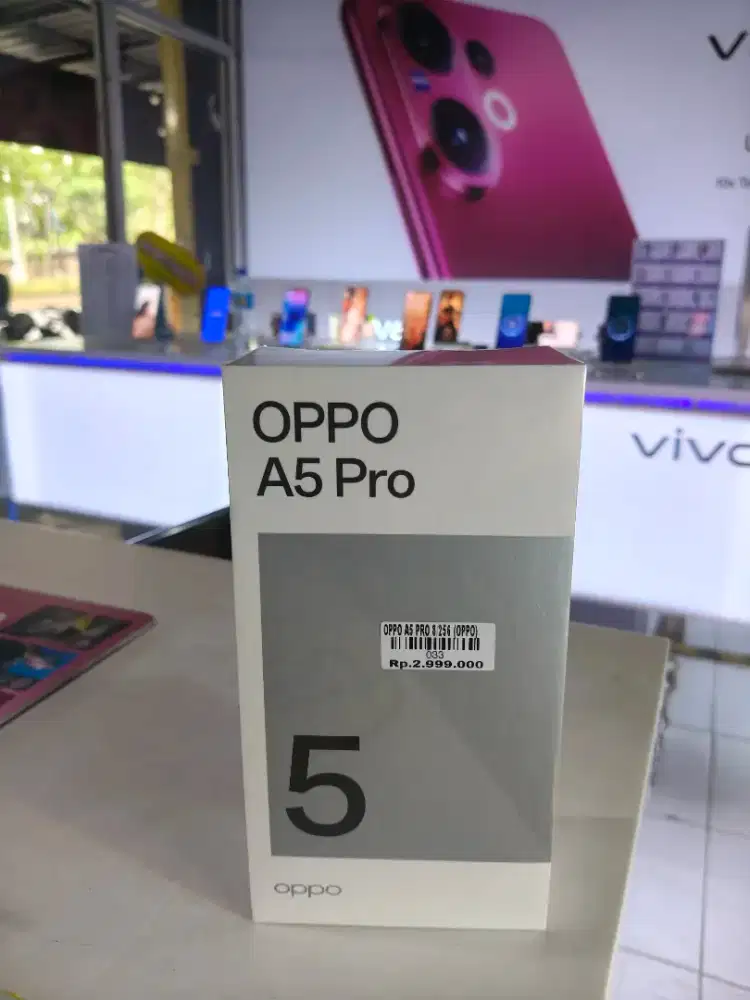 OPPO
A5 Pro
OPPO A5 PRO 8/256 (OPPO)
033
Rp.2.999.000
5
oppo
vivo